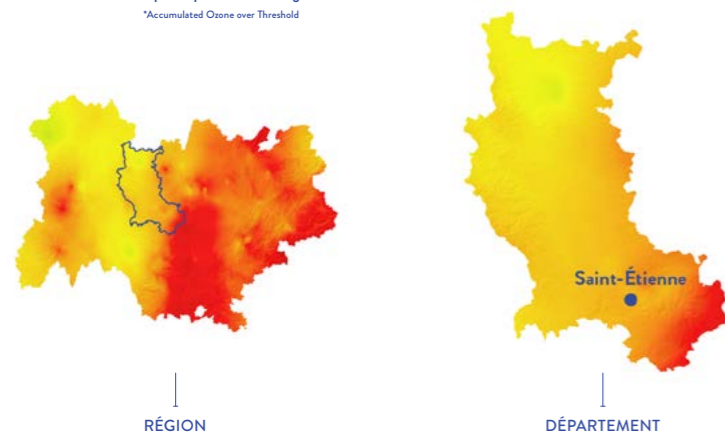 *Accumulated Ozone over Threshold
Saint-Étienne
RÉGION
DÉPARTEMENT